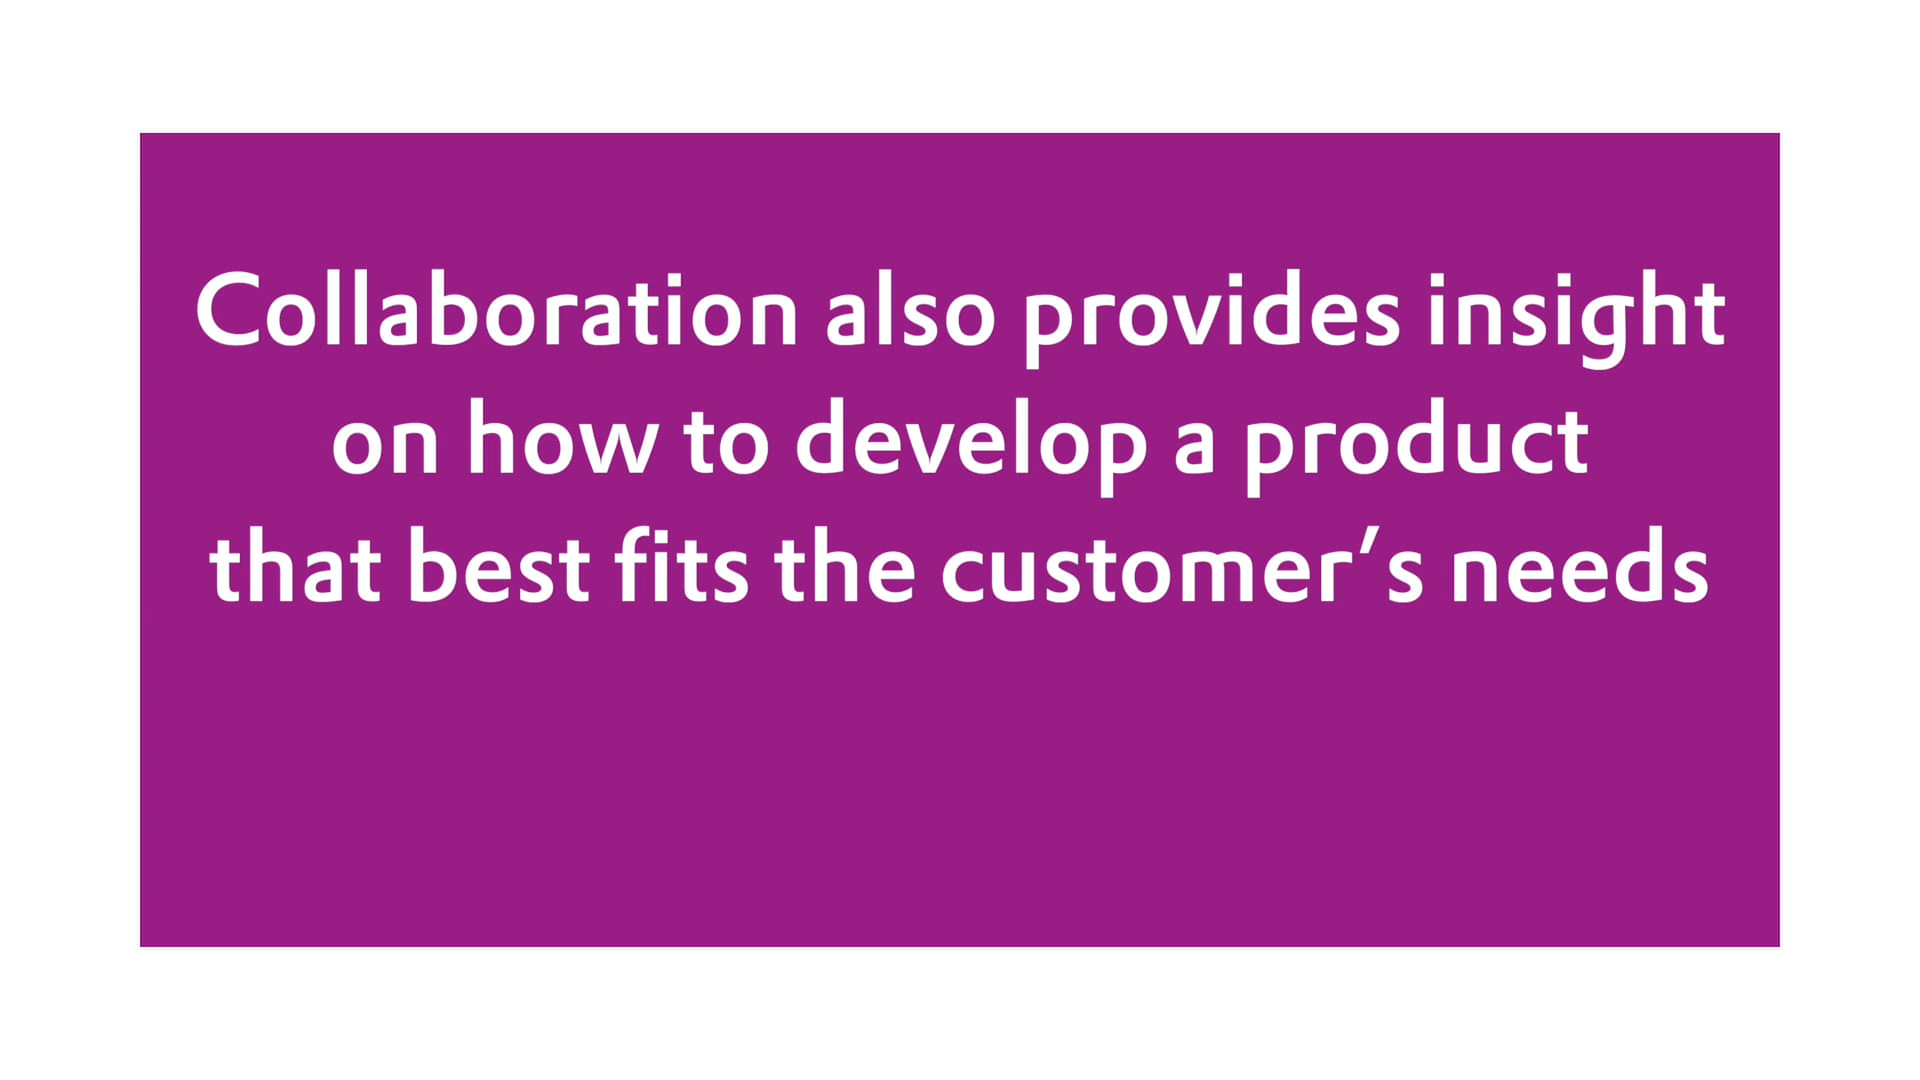 Collaboration also provides insight
on how to develop a product
that best fits the customer’s needs